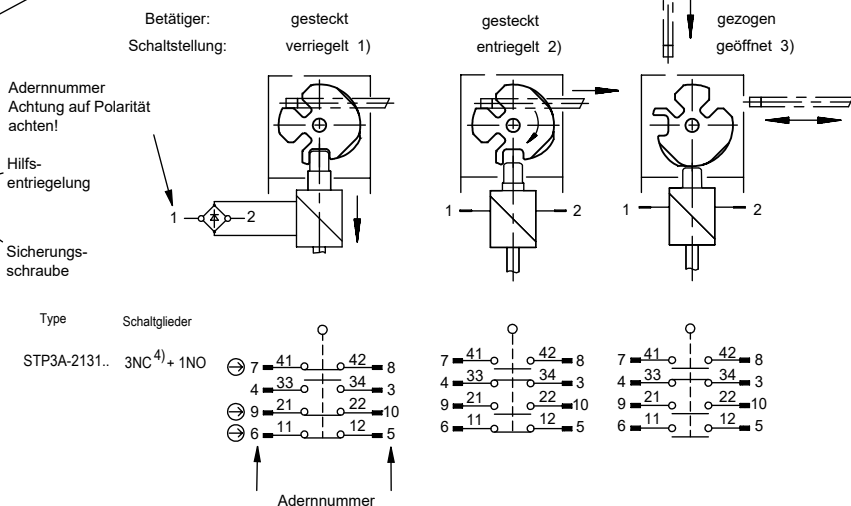 Betätiger: gesteckt gesteckt gezogen
Schaltstellung: verriegelt 1) entriegelt 2) geöffnet 3)
Adernnummer
Achtung auf Polarität
achten!
Hilfs-
entriegelung
1 2 1 2 1 2
Sicherungs-
schraube
Type Schaltglieder
STP3A-2131.. 3NC 4) + 1NO
7 41 42 8 7 41 42 8 7 41 42 8
4 33 34 3 4 33 34 3 4 33 34 3
9 21 22 10 9 21 22 10 9 21 22 10
6 11 12 5 6 11 12 5 6 11 12 5
Adernnummer